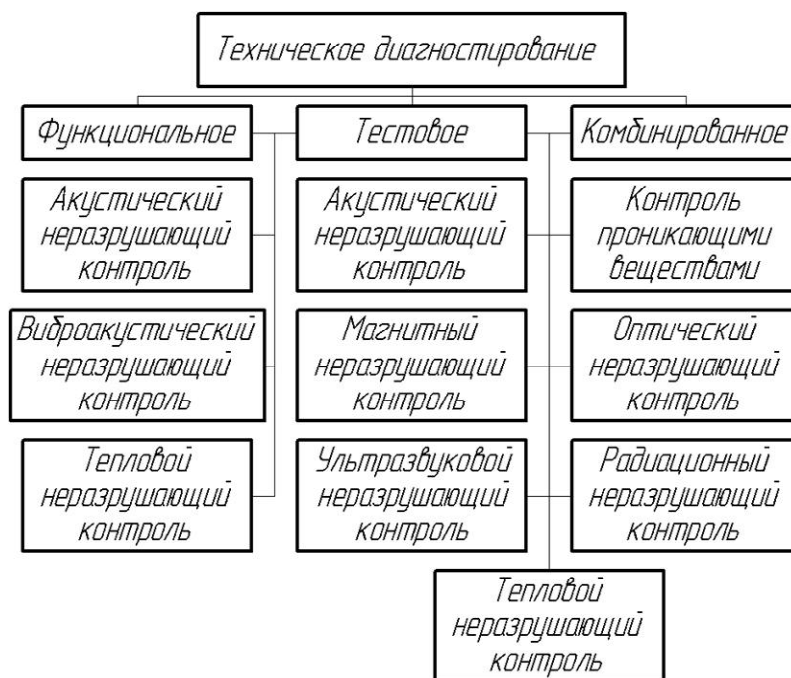 Техническое диагностирование
Функциональное
Тестовое
Комбинированное
Акустический
неразрушающий
контроль
Акустический
неразрушающий
контроль
Контроль
проникающими
веществами
Виброакустический
неразрушающий
контроль
Магнитный
неразрушающий
контроль
Оптический
неразрушающий
контроль
Тепловой
неразрушающий
контроль
Ультразвуковой
неразрушающий
контроль
Радиационный
неразрушающий
контроль
Тепловой
неразрушающий
контроль